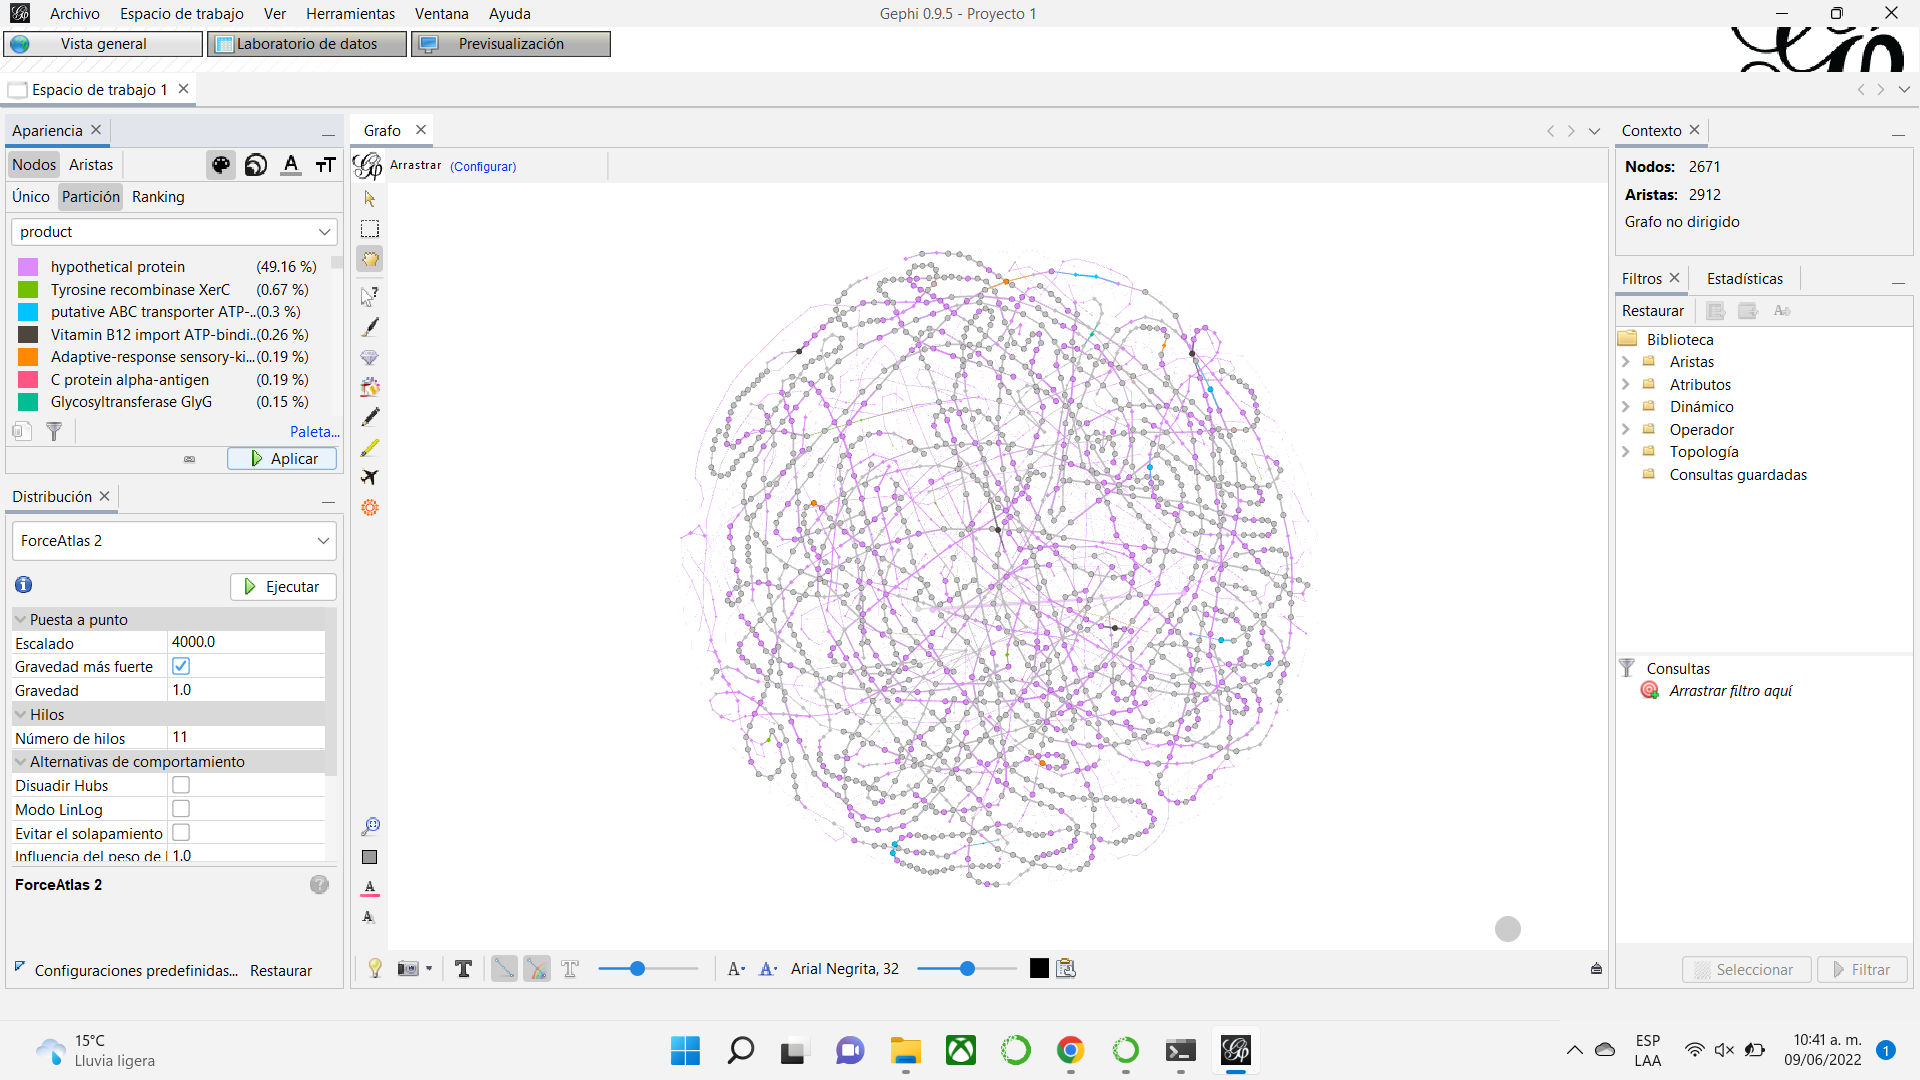 Archivo Espacio de trabajo Ver Herramientas Ventana Ayuda Gephi 0.9.5 - Proyecto 1
Vista general Laboratorio de datos Previsualización
Espacio de trabajo 1
Apariencia
Nodos Aristas
Único Partición Ranking
product
hypothetical protein (49.16 %)
Tyrosine recombinase XerC (0.67 %)
putative ABC transporter ATP-..(0.3 %)
Vitamin B12 import ATP-bindi..(0.26 %)
Adaptive-response sensory-ki...(0.19 %)
C protein alpha-antigen (0.19 %)
Glycosyltransferase GlyG (0.15 %)
Paleta...
Aplicar
Distribución
ForceAtlas 2
Ejecutar
Puesta a punto
Escalado 4000.0
Gravedad más fuerte
Gravedad 1.0
Hilos
Número de hilos 11
Alternativas de comportamiento
Disuadir Hubs
Modo LinLog
Evitar el solapamiento
Influencia del peso de l 1.0
ForceAtlas 2
Configuraciones predefinidas... Restaurar
Grafo
Arrastrar (Configurar)
Arial Negrita, 32
Contexto
Nodos: 2671
Aristas: 2912
Grafo no dirigido
Filtros Estadísticas
Restaurar
Biblioteca
Aristas
Atributos
Dinámico
Operador
Topología
Consultas guardadas
Consultas
Arrastrar filtro aquí
Seleccionar Filtrar
15°C
Lluvia ligera
ESP
LAA
10:41 a. m.
09/06/2022
1